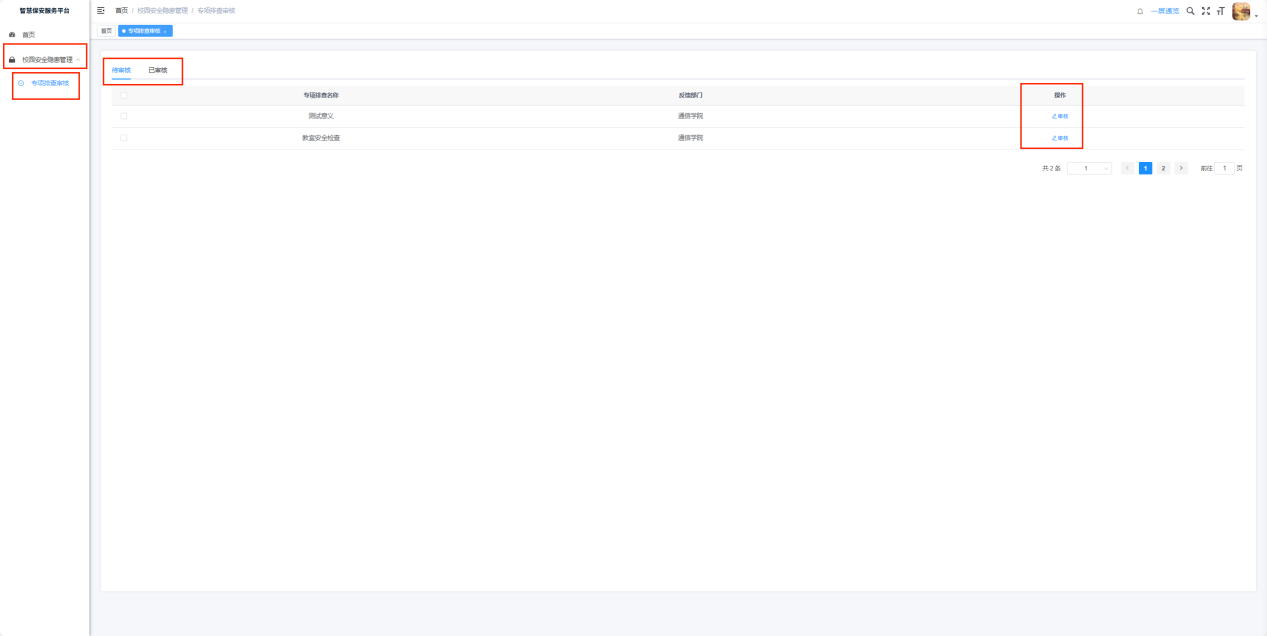 智慧保安服务平台
首页 / 校园安全隐患管理 / 专项排查审核
一屏通览
首页
校园安全隐患管理
专项排查审核
首页
专项排查审核
待审核 已审核
专项排查名称 反馈部门 操作
测试意义 通信学院 审核
教室安全检查 通信学院 审核
共 2 条 1 1 2 前往 1 页